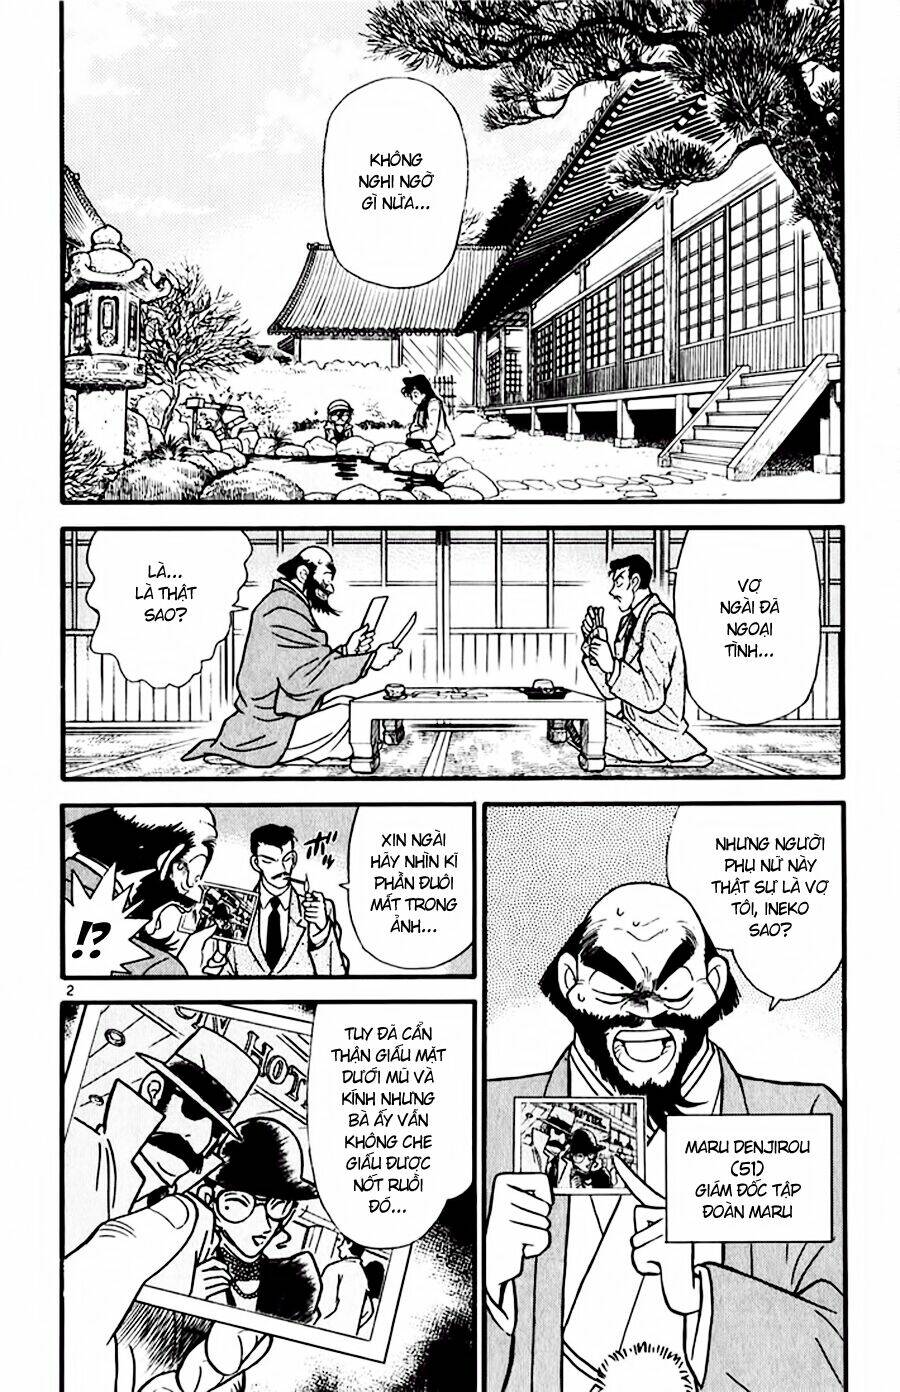 KHÔNG
NGHI NGỜ
GÌ NỮA...
VỢ
NGÀI ĐÃ
NGOẠI
TÌNH...
LÀ...
LÀ THẬT
SAO?
NHƯNG NGƯỜI
PHỤ NỮ NÀY
THẬT SỰ LÀ VỢ
TÔI, INEKO
SAO?
MARU DENJIROU
(51)
GIÁM ĐỐC TẬP
ĐOÀN MARU
XIN NGÀI
HÃY NHÌN KĨ
PHẦN ĐUÔI
MẮT TRONG
ẢNH...
!?
2
TUY ĐÃ CẨN
THẬN GIẤU MẶT
DƯỚI MŨ VÀ
KÍNH NHƯNG
BÀ ẤY VẪN
KHÔNG CHE
GIẤU ĐƯỢC
NỐT RUỒI
ĐÓ...
HOTE